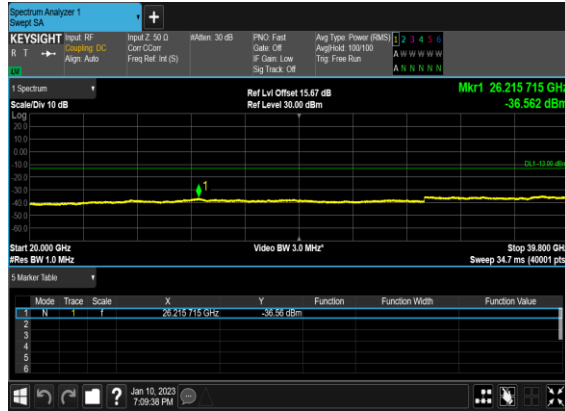 Spectrum Analyzer 1
Swept SA
+
KEYSIGHT Input: RF Input Z: 50 Ω #Atten: 30 dB PNO: Fast Avg Type: Power (RMS) 1 2 3 4 5 6
R T Coupling: DC Corr CCorr Gate: Off Avg|Hold: 100/100 A W W W W W
Align: Auto Freq Ref: Int (S) IF Gain: Low Trig: Free Run
Sig Track: Off A N N N N N
1 Spectrum Ref Lvl Offset 15.67 dB Mkr1 26.215 715 GHz
Scale/Div 10 dB Ref Level 30.00 dBm -36.562 dBm
Log
20.0
10.0
0.00
-10.0 DL1 -13.00 dBm
-20.0
-30.0 1
-40.0
-50.0
-60.0
Start 20.000 GHz Video BW 3.0 MHz* Stop 39.800 GHz
#Res BW 1.0 MHz Sweep 34.7 ms (40001 pts)
5 Marker Table
Mode Trace Scale X Y Function Function Width Function Value
1 N 1 f 26.215 715 GHz -36.56 dBm
2
3
4
5
6
? Jan 10, 2023
7:09:38 PM